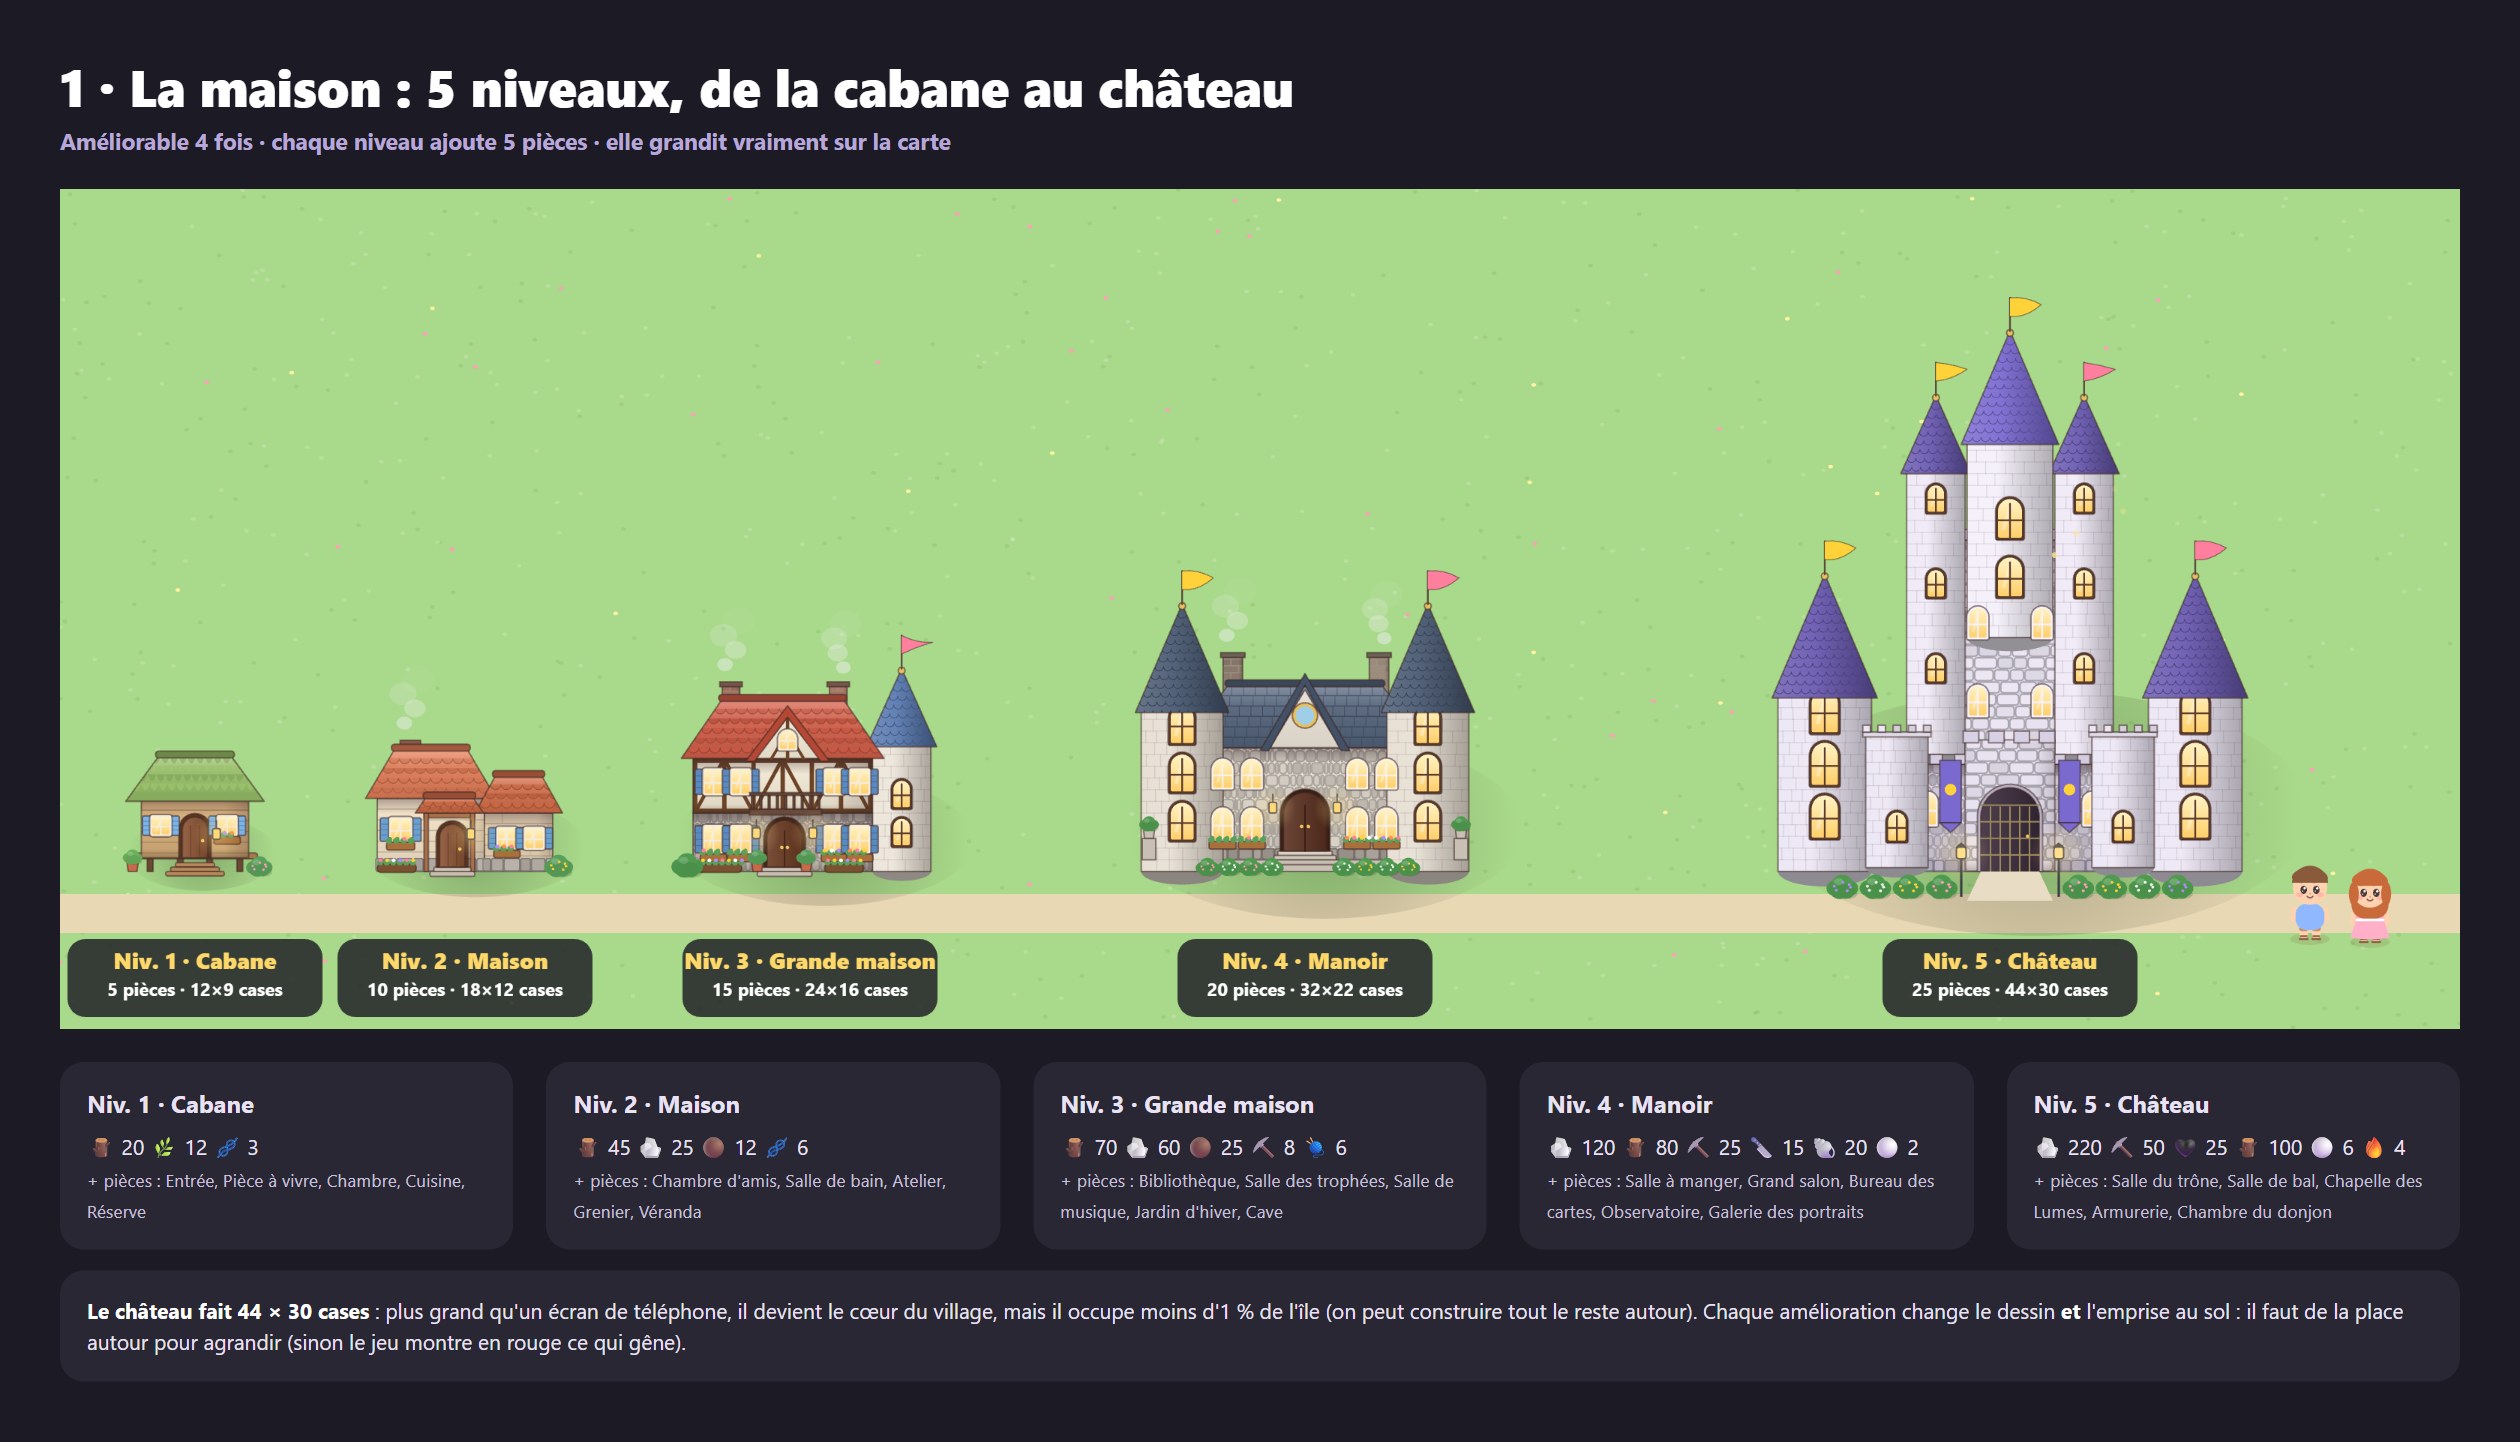 1 · La maison : 5 niveaux, de la cabane au château
Améliorable 4 fois · chaque niveau ajoute 5 pièces · elle grandit vraiment sur la carte
Niv. 1 · Cabane
5 pièces · 12×9 cases
Niv. 2 · Maison
10 pièces · 18×12 cases
Niv. 3 · Grande maison
15 pièces · 24×16 cases
Niv. 4 · Manoir
20 pièces · 32×22 cases
Niv. 5 · Château
25 pièces · 44×30 cases
Niv. 1 · Cabane
20 12 3
+ pièces : Entrée, Pièce à vivre, Chambre, Cuisine,
Réserve
Niv. 2 · Maison
45 25 12 6
+ pièces : Chambre d'amis, Salle de bain, Atelier,
Grenier, Véranda
Niv. 3 · Grande maison
70 60 25 8 6
+ pièces : Bibliothèque, Salle des trophées, Salle de
musique, Jardin d'hiver, Cave
Niv. 4 · Manoir
120 80 25 15 20 2
+ pièces : Salle à manger, Grand salon, Bureau des
cartes, Observatoire, Galerie des portraits
Niv. 5 · Château
220 50 25 100 6 4
+ pièces : Salle du trône, Salle de bal, Chapelle des
Lumes, Armurerie, Chambre du donjon
Le château fait 44 × 30 cases : plus grand qu'un écran de téléphone, il devient le cœur du village, mais il occupe moins d'1 % de l'île (on peut construire tout le reste autour). Chaque amélioration change le dessin et l'emprise au sol : il faut de la place
autour pour agrandir (sinon le jeu montre en rouge ce qui gêne).